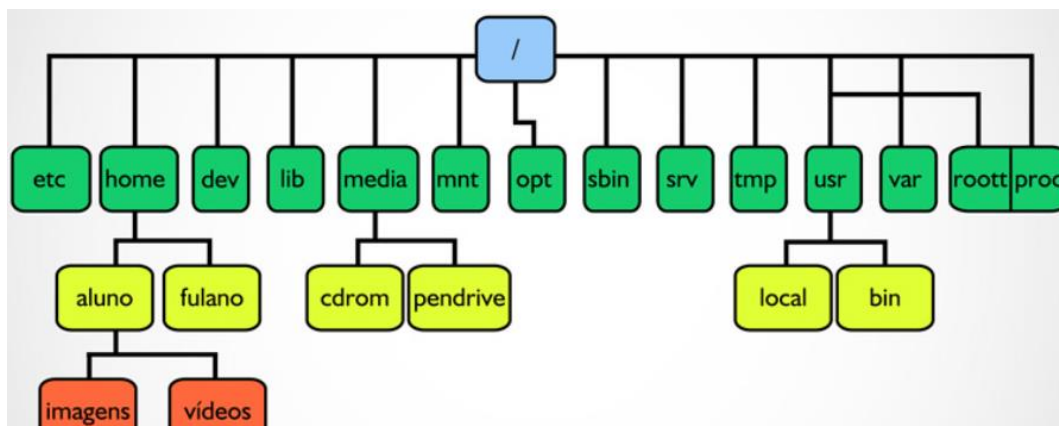 /
etc home dev lib media mnt opt sbin srv tmp usr var roott proc
aluno fulano cdrom pendrive local bin
imagens vídeos